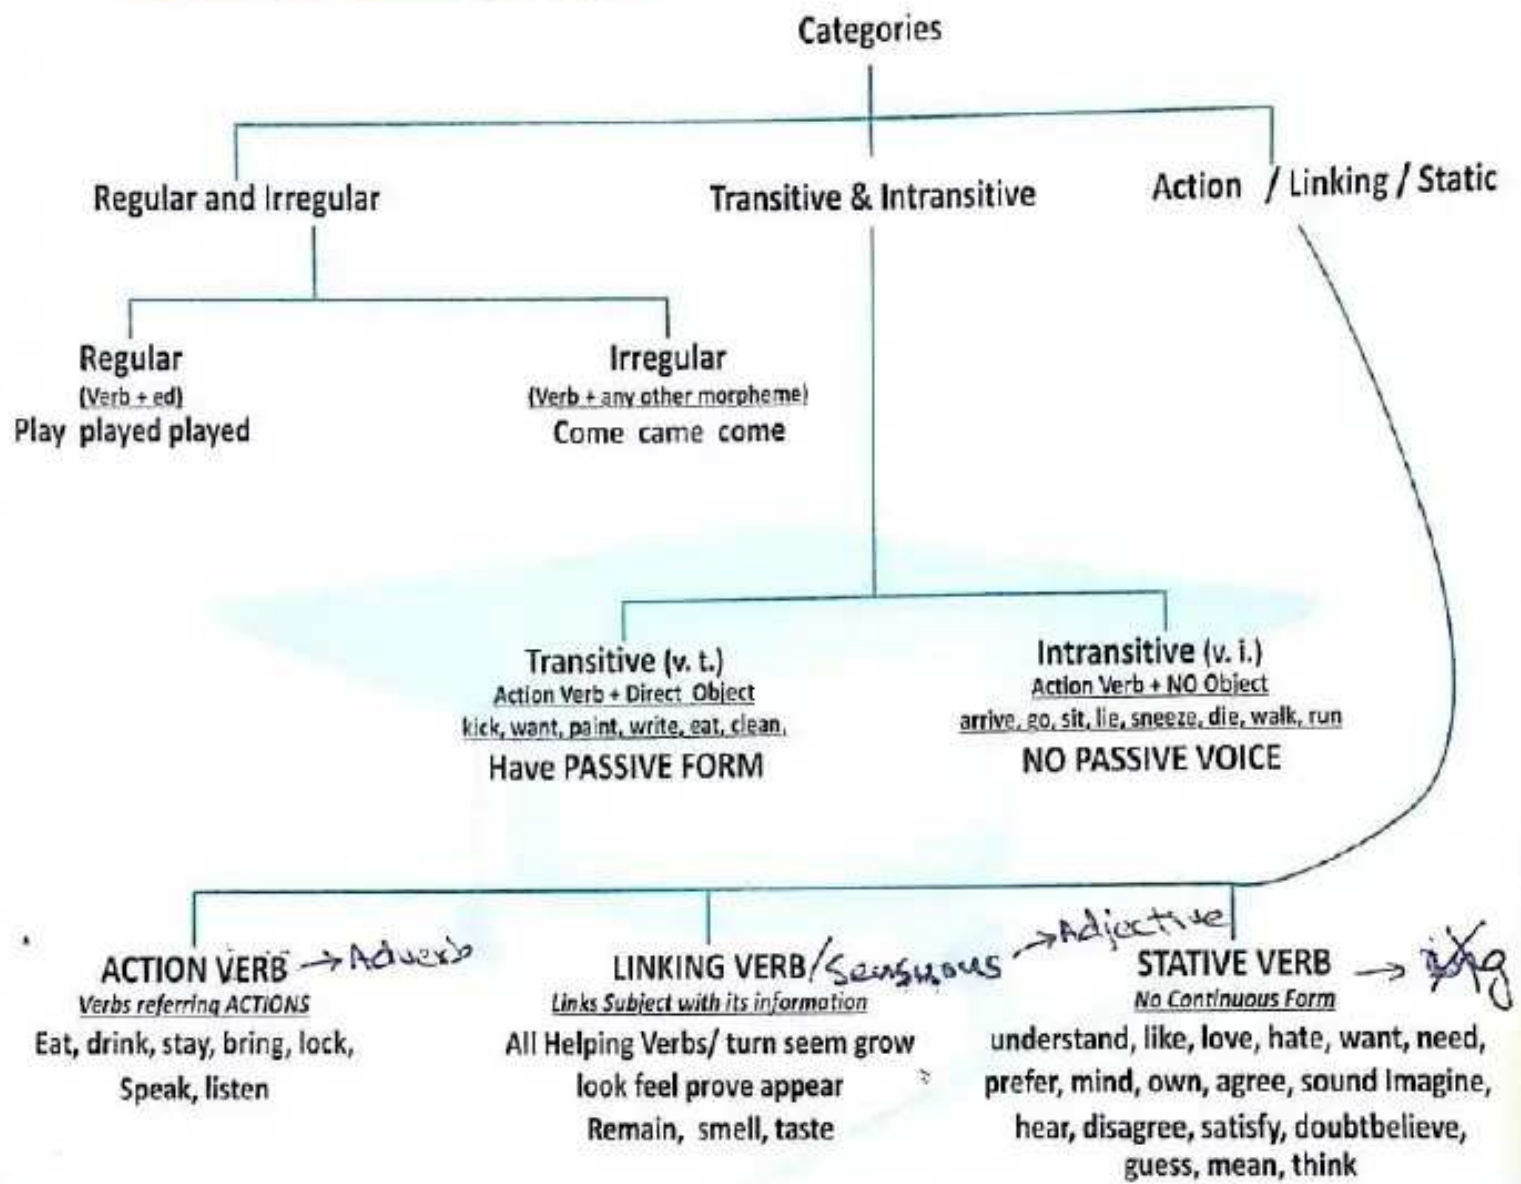 Categories
Regular and Irregular
Transitive & Intransitive
Action / Linking / Static
Regular
(Verb + ed)
Play played played
Irregular
(Verb + any other morpheme)
Come came come
Transitive (v. t.)
Action Verb + Direct Object
kick, want, paint, write, eat, clean,
Have PASSIVE FORM
Intransitive (v. i.)
Action Verb + NO Object
arrive, go, sit, lie, sneeze, die, walk, run
NO PASSIVE VOICE
ACTION VERB → Adverb
Verbs referring ACTIONS
Eat, drink, stay, bring, lock,
Speak, listen
LINKING VERB/Sensuous → Adjective
Links Subject with its information
All Helping Verbs/ turn seem grow
look feel prove appear
Remain, smell, taste
STATIVE VERB → ing
No Continuous Form
understand, like, love, hate, want, need,
prefer, mind, own, agree, sound Imagine,
hear, disagree, satisfy, doubtbelieve,
guess, mean, think